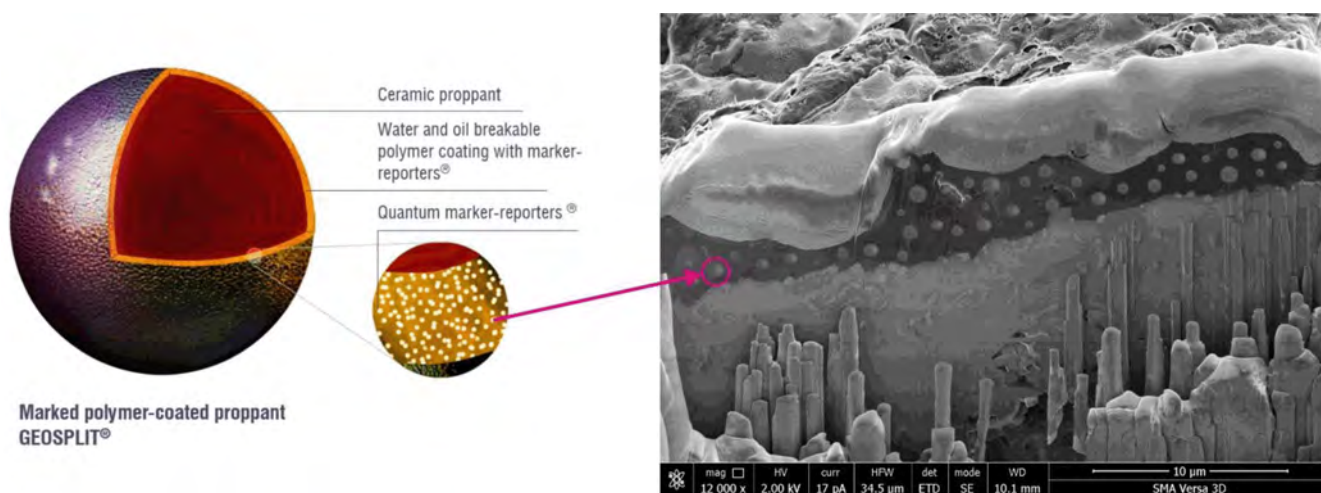 Ceramic proppant
Water and oil breakable
polymer coating with marker-
reporters®
Quantum marker-reporters ®
Marked polymer-coated proppant
GEOSPLIT®
mag □ HV curr HFW det mode WD 10 µm
12 000 x 2.00 kV 17 pA 34.5 µm ETD SE 10.1 mm SMA Versa 3D